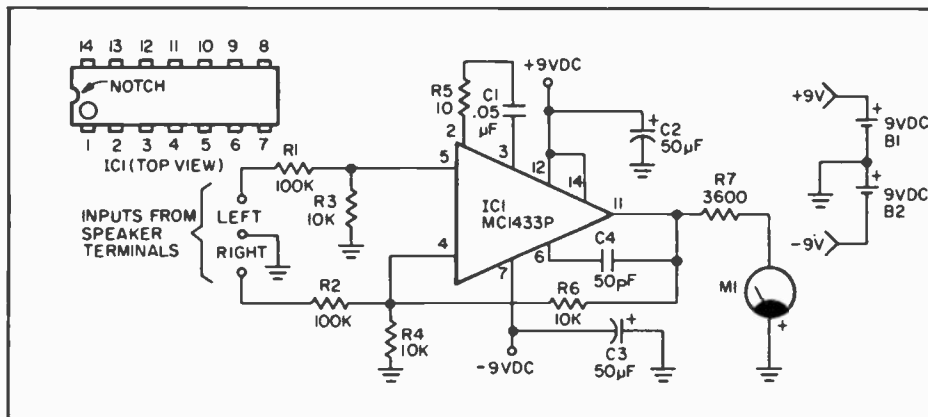 14 13 12 11 10 9 8
NOTCH
1 2 3 4 5 6 7
IC1 (TOP VIEW)
INPUTS FROM
SPEAKER
TERMINALS
LEFT
RIGHT
R1
100K
R3
10K
R2
100K
R4
10K
R5
10
C1
.05
µF
2
3
5
4
IC1
MC1433P
12
14
11
6
7
+9VDC
C2
50µF
C4
50pF
R6
10K
-9VDC
C3
50µF
R7
3600
M1
+
+9V
+
9VDC
B1
+
9VDC
B2
-9V
+
+